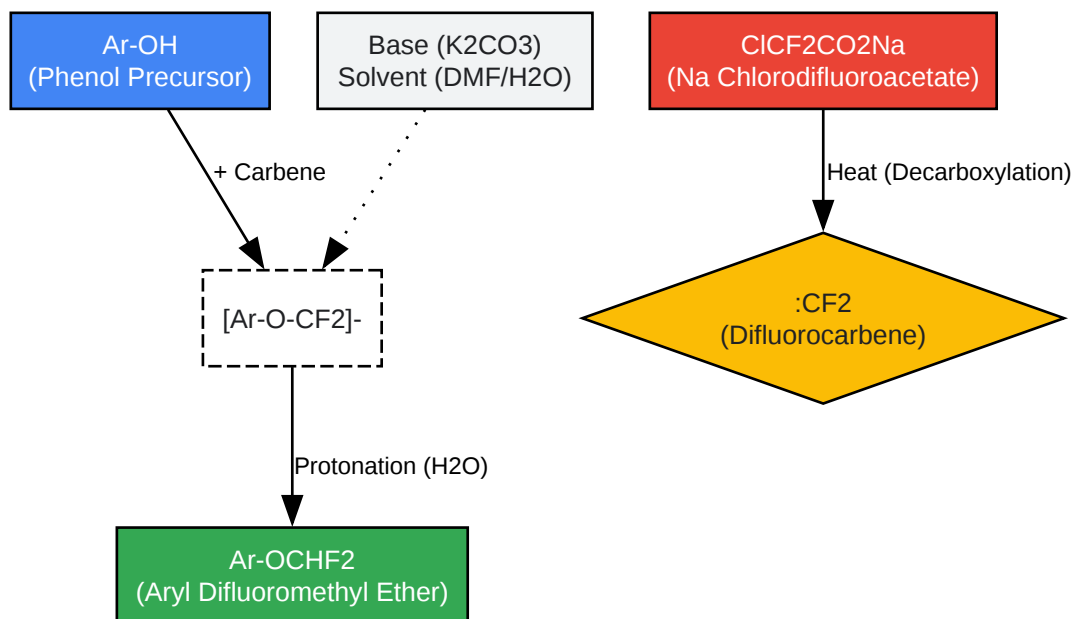 Ar-OH
(Phenol Precursor)
Base (K2CO3)
Solvent (DMF/H2O)
ClCF2CO2Na
(Na Chlorodifluoroacetate)
+ Carbene
Heat (Decarboxylation)
[Ar-O-CF2]-
:CF2
(Difluorocarbene)
Protonation (H2O)
Ar-OCHF2
(Aryl Difluoromethyl Ether)